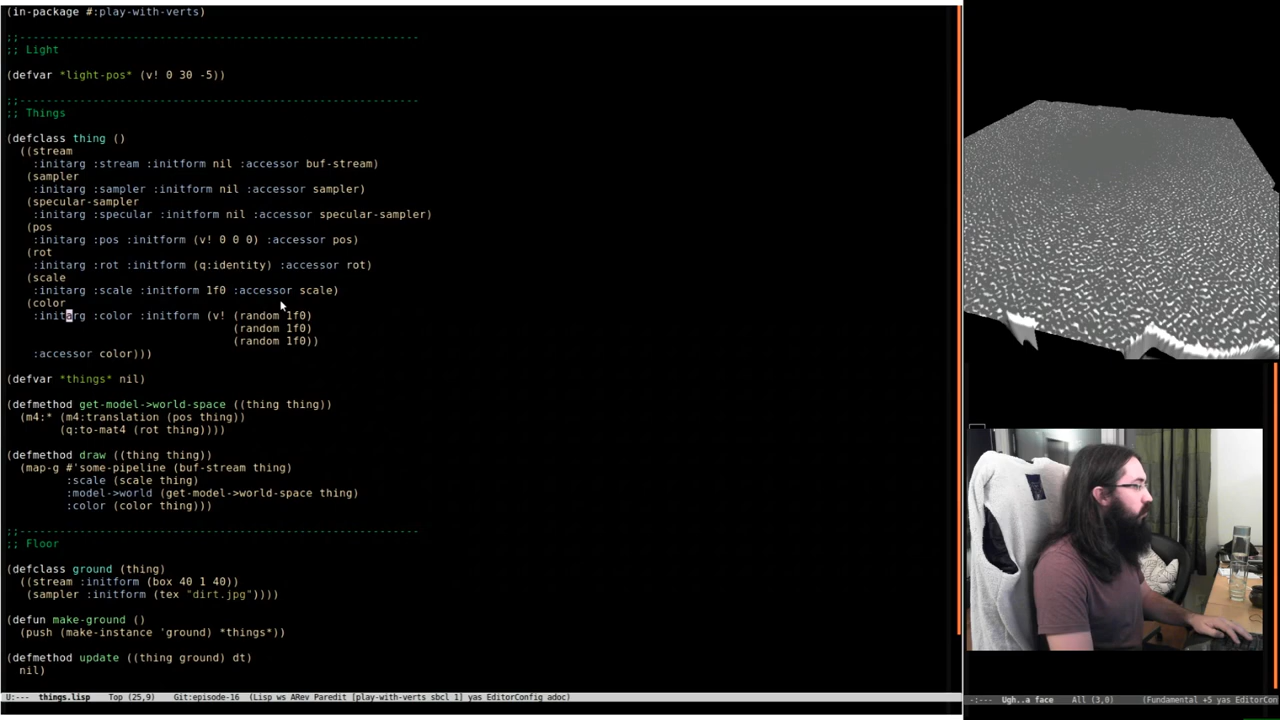 (in-package #:play-with-verts)
;;------------------------------------------------------------
;; Light
(defvar *light-pos* (v! 0 30 -5))
;;------------------------------------------------------------
;; Things
(defclass thing ()
((stream
:initarg :stream :initform nil :accessor buf-stream)
(sampler
:initarg :sampler :initform nil :accessor sampler)
(specular-sampler
:initarg :specular :initform nil :accessor specular-sampler)
(pos
:initarg :pos :initform (v! 0 0 0) :accessor pos)
(rot
:initarg :rot :initform (q:identity) :accessor rot)
(scale
:initarg :scale :initform 1f0 :accessor scale)
(color
:initarg :color :initform (v! (random 1f0)
(random 1f0)
(random 1f0))
:accessor color)))
(defvar *things* nil)
(defmethod get-model->world-space ((thing thing))
(m4:* (m4:translation (pos thing))
(q:to-mat4 (rot thing))))
(defmethod draw ((thing thing))
(map-g #'some-pipeline (buf-stream thing)
:scale (scale thing)
:model->world (get-model->world-space thing)
:color (color thing)))
;;------------------------------------------------------------
;; Floor
(defclass ground (thing)
((stream :initform (box 40 1 40))
(sampler :initform (tex "dirt.jpg"))))
(defun make-ground ()
(push (make-instance 'ground) *things*))
(defmethod update ((thing ground) dt)
nil)
U:--- things.lisp Top (25,9) Git:episode-16 (Lisp ws ARev Paredit [play-with-verts sbcl 1] yas EditorConfig adoc)
-:--- Ugh..a face All (3,0) (Fundamental +5 yas EditorCon